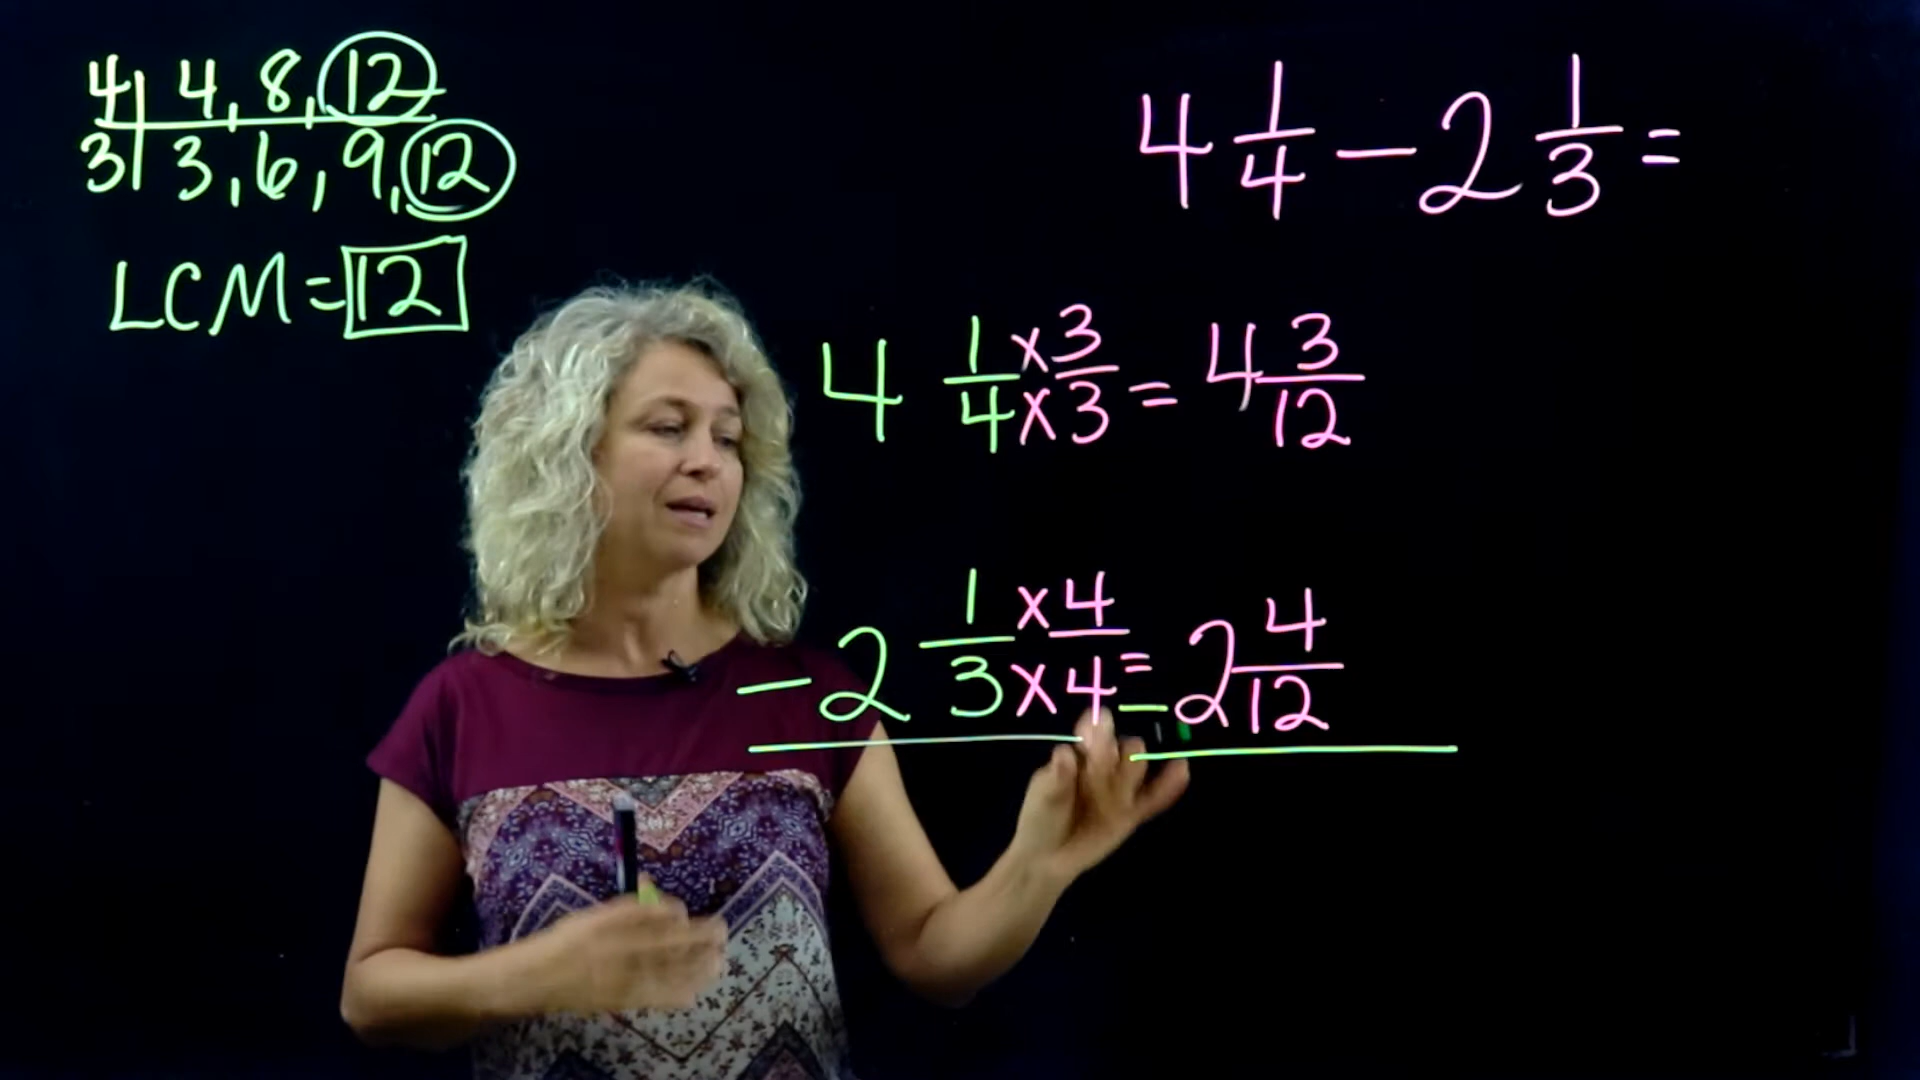 4 | 4, 8, 12
3 | 3, 6, 9, 12
LCM = 12
4 1/4 - 2 1/3 =
4 1/4 x 3/x 3 = 4 3/12
- 2 1/3 x 4/x 4 = - 2 4/12